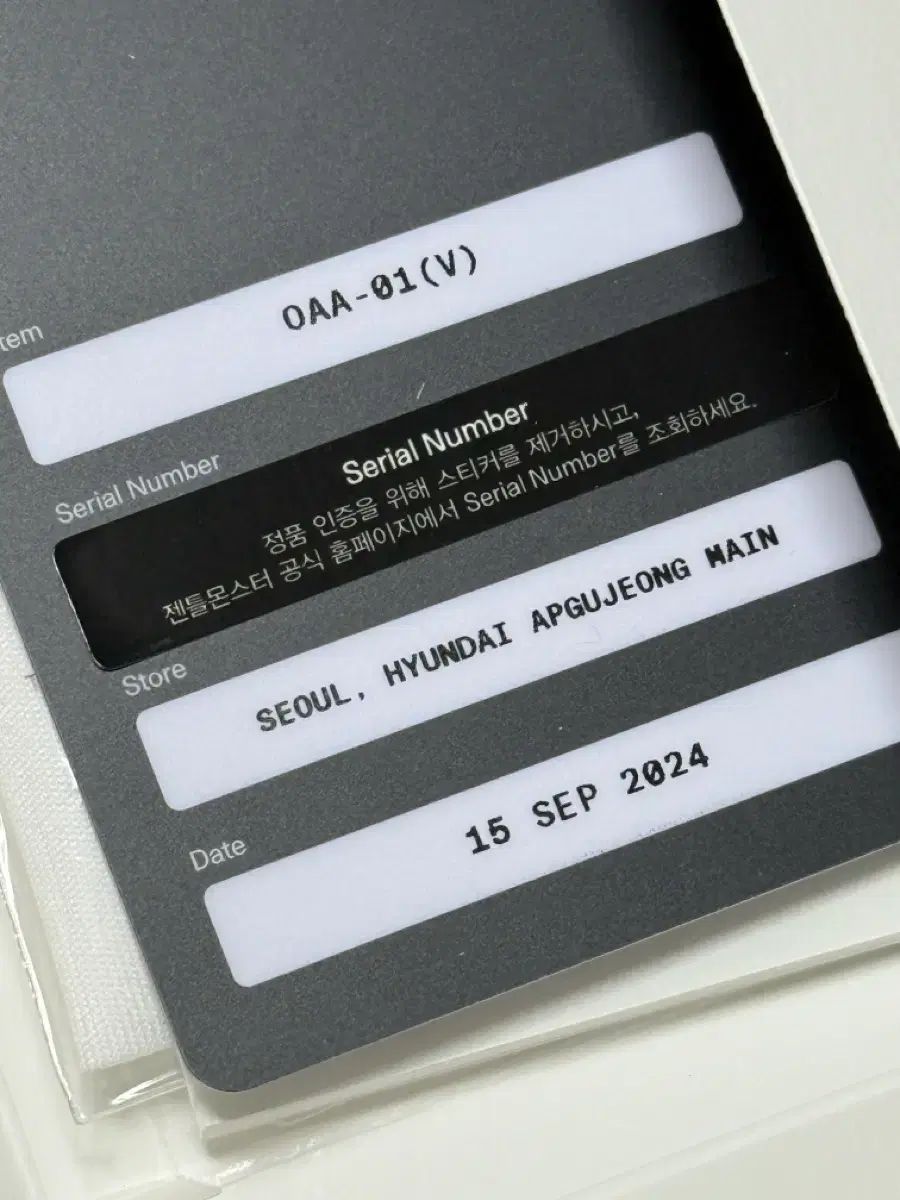 tem
OAA-01(V)
Serial Number
Serial Number
정품 인증을 위해 스티커를 제거하시고,
젠틀몬스터 공식 홈페이지에서 Serial Number를 조회하세요.
Store
SEOUL, HYUNDAI APGUJEONG MAIN
Date
15 SEP 2024